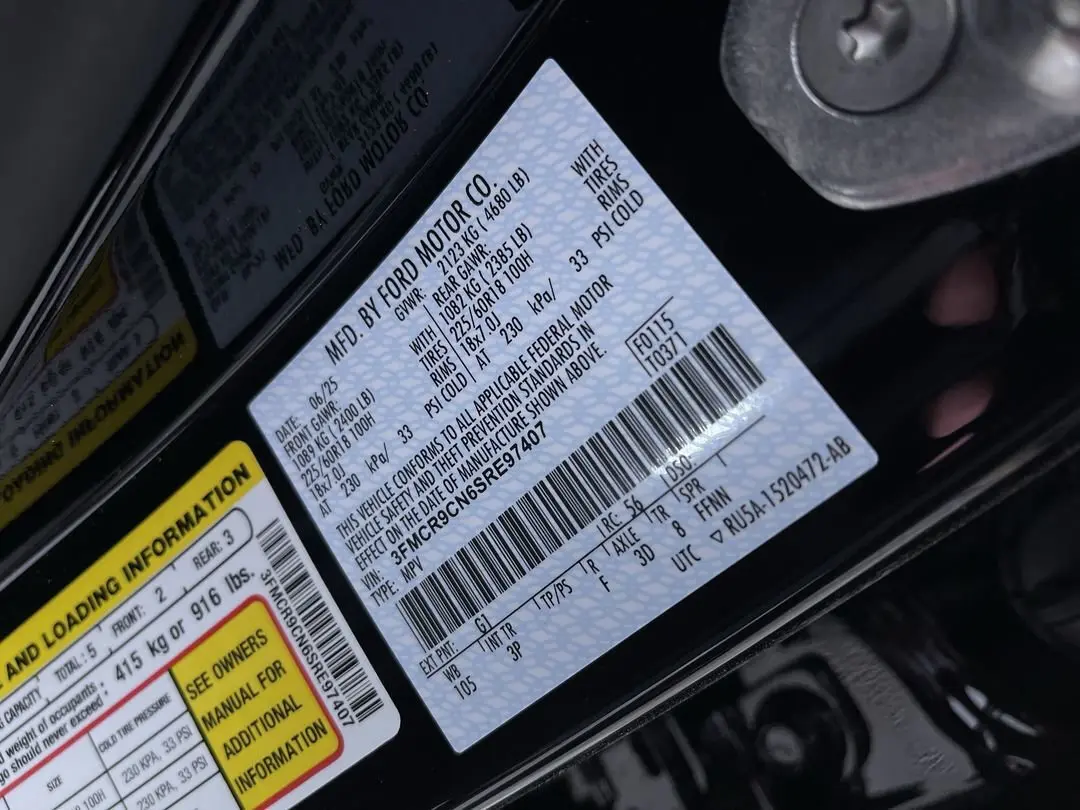 MFD. BY FORD MOTOR CO.
DATE: 06/25
GVWR: 2123 KG ( 4680 LB)
FRONT GAWR:
1089 KG (2400 LB)
225/60R18 100H
18x7.0J
AT 230 kPa/ 33
WITH
TIRES
RIMS
PSI COLD
REAR GAWR:
1082 KG ( 2385 LB)
225/60R18 100H
18x7.0J
AT 230 kPa/ 33
WITH
TIRES
RIMS
PSI COLD
THIS VEHICLE CONFORMS TO ALL APPLICABLE FEDERAL MOTOR
VEHICLE SAFETY AND THEFT PREVENTION STANDARDS IN
EFFECT ON THE DATE OF MANUFACTURE SHOWN ABOVE.
VIN: 3FMCR9CN6SRE97407
TYPE: MPV
F0115
T0371
EXT PNT: G1 RC: 56 DSO:
WB INT TR TP/PS R AXLE TR SPR
105 3P F 3D 8 FFNN
UTC ▽ RU5A-1520472-AB
E AND LOADING INFORMATION
CAPACITY TOTAL: 5 FRONT: 2 REAR: 3
weight of occupants
go should never exceed: 415 kg or 916 lbs.
SIZE COLD TIRE PRESSURE
100H 230 KPA, 33 PSI
230 KPA, 33 PSI
SEE OWNERS
MANUAL FOR
ADDITIONAL
INFORMATION
3FMCR9CN6SRE97407